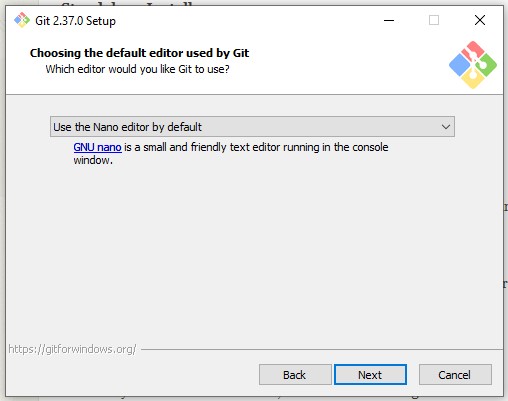 Git 2.37.0 Setup
Choosing the default editor used by Git
Which editor would you like Git to use?
Use the Nano editor by default
GNU nano is a small and friendly text editor running in the console
window.
https://gitforwindows.org/
Back
Next
Cancel